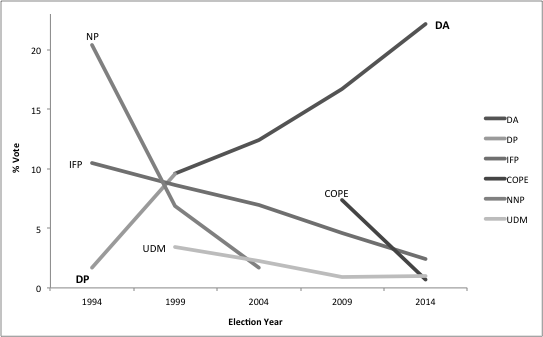 DA
NP
20
15
DA
DP
% Vote
IFP
IFP
10
COPE
COPE
NNP
5
UDM
UDM
DP
0
1994 1999 2004 2009 2014
Election Year